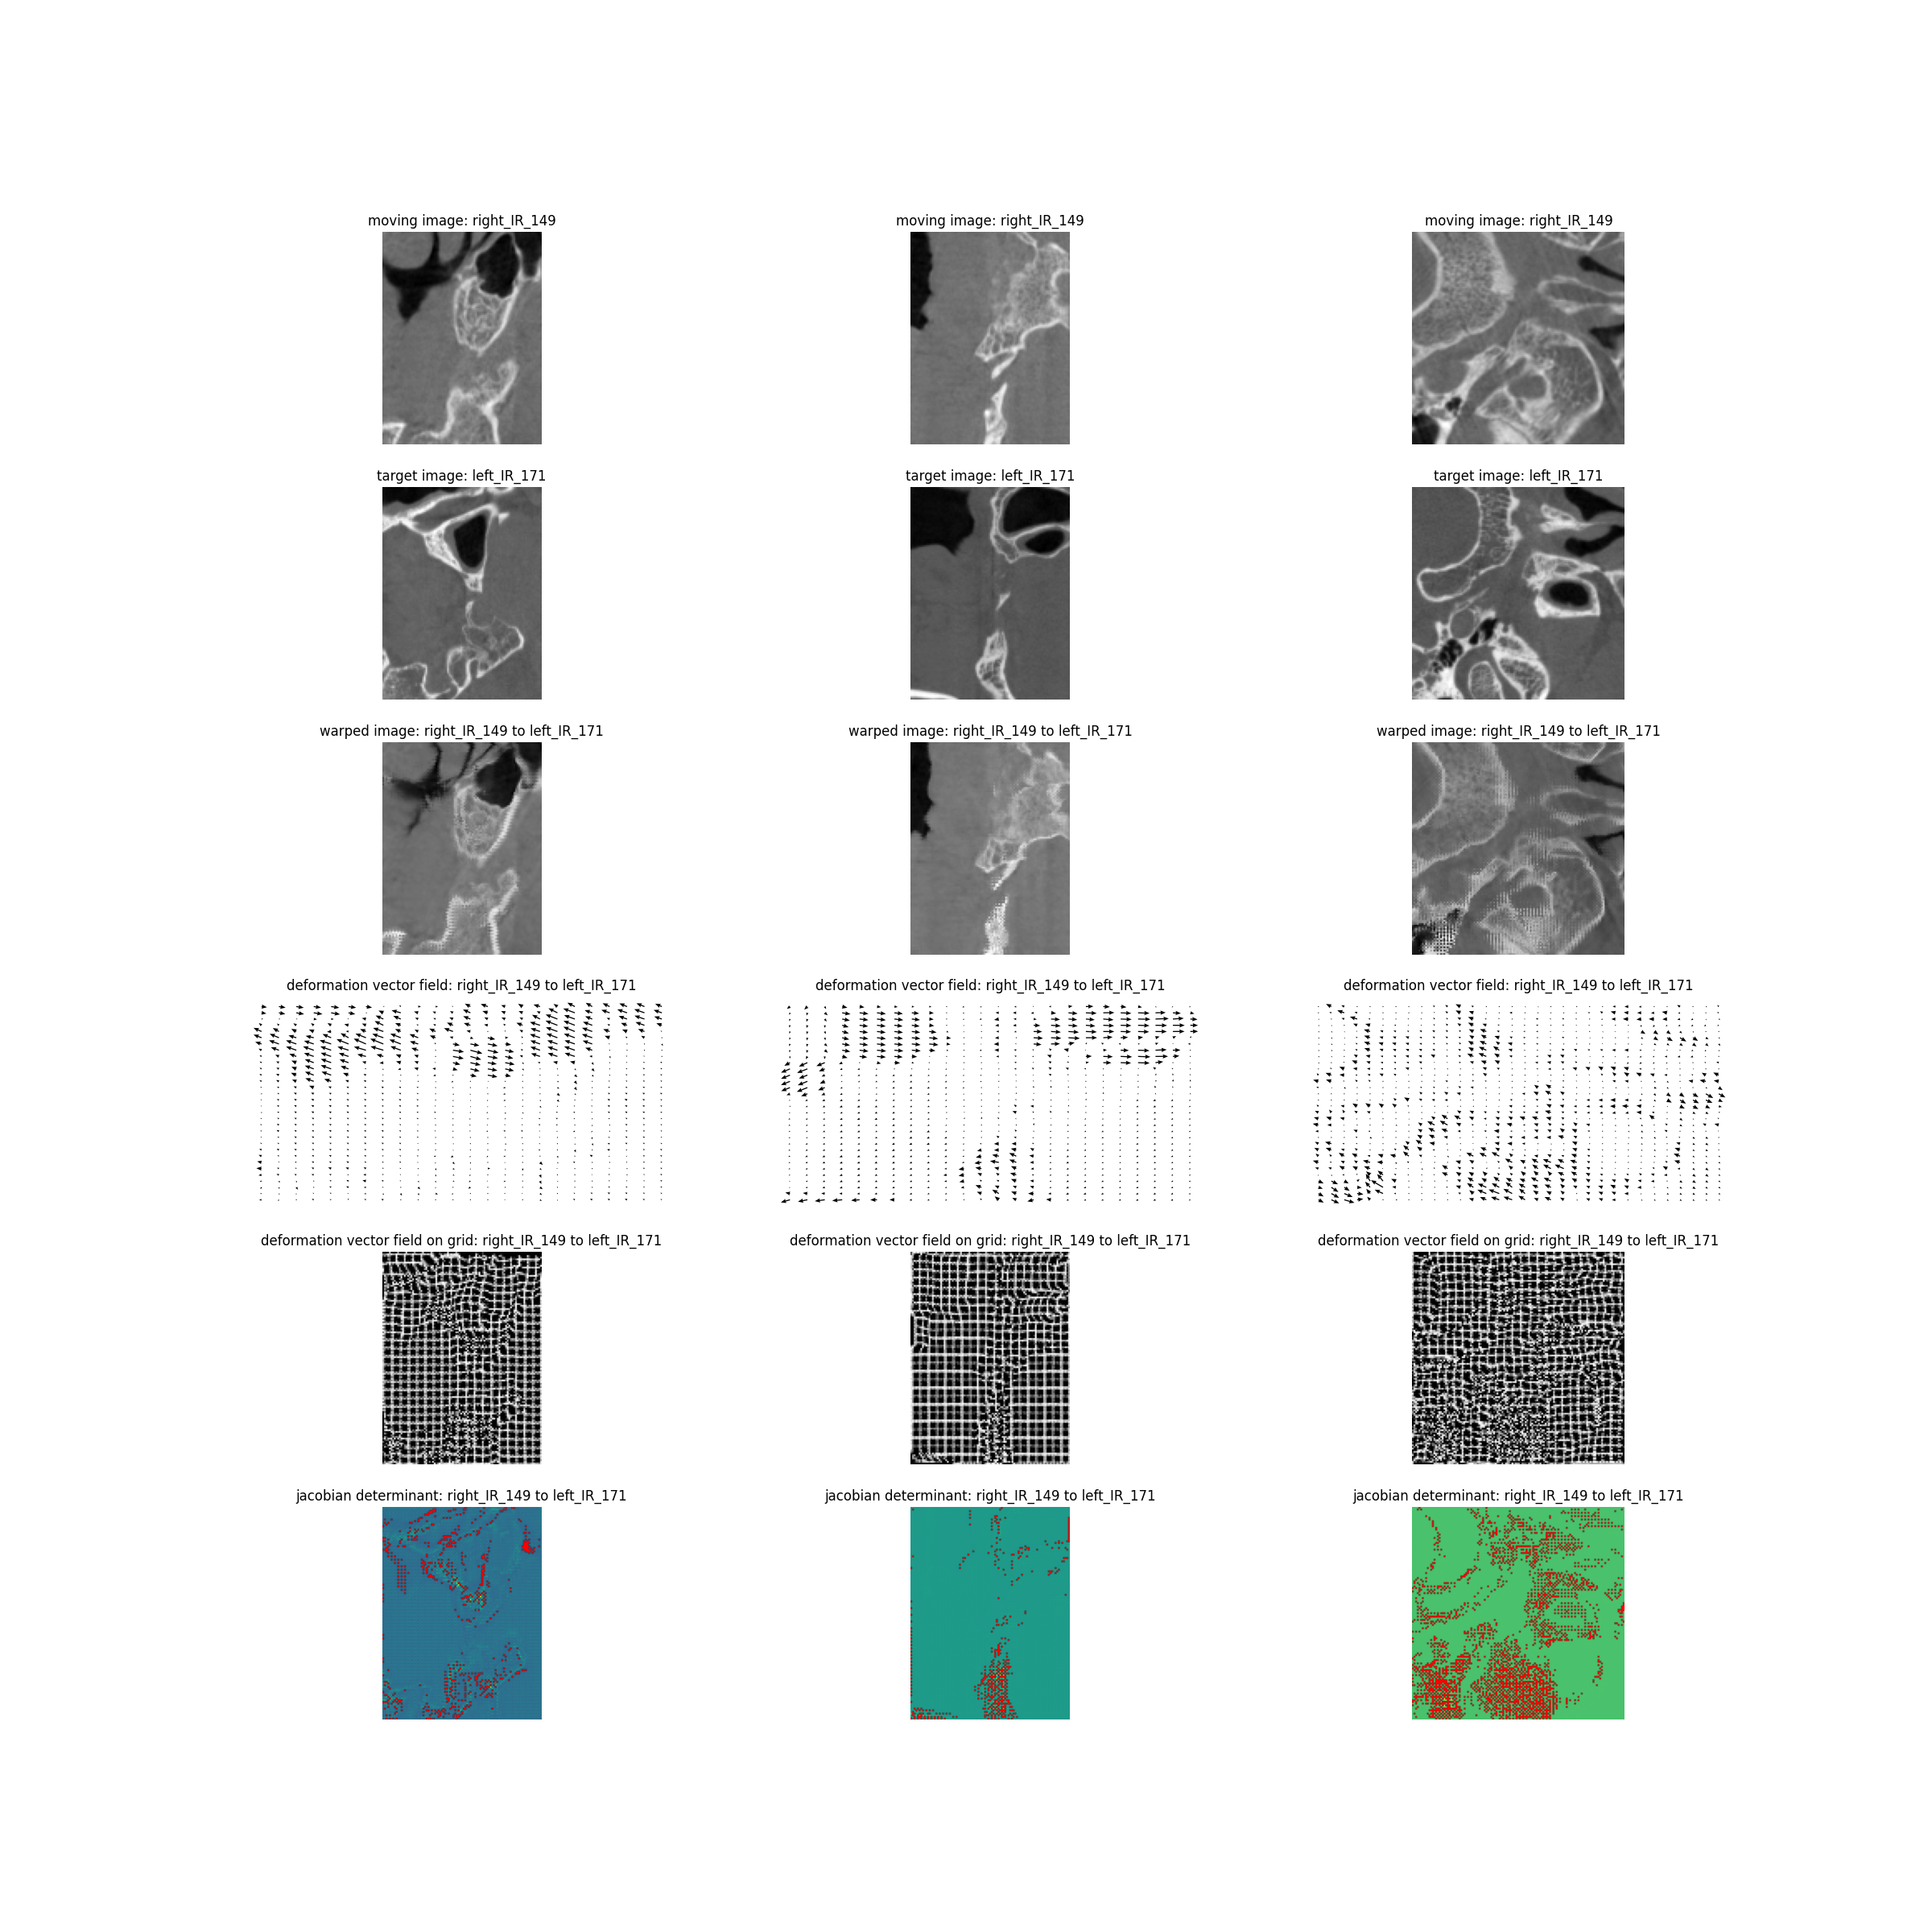 moving image: right_IR_149
moving image: right_IR_149
moving image: right_IR_149
target image: left_IR_171
target image: left_IR_171
target image: left_IR_171
warped image: right_IR_149 to left_IR_171
warped image: right_IR_149 to left_IR_171
warped image: right_IR_149 to left_IR_171
deformation vector field: right_IR_149 to left_IR_171
deformation vector field: right_IR_149 to left_IR_171
deformation vector field: right_IR_149 to left_IR_171
deformation vector field on grid: right_IR_149 to left_IR_171
deformation vector field on grid: right_IR_149 to left_IR_171
deformation vector field on grid: right_IR_149 to left_IR_171
jacobian determinant: right_IR_149 to left_IR_171
jacobian determinant: right_IR_149 to left_IR_171
jacobian determinant: right_IR_149 to left_IR_171